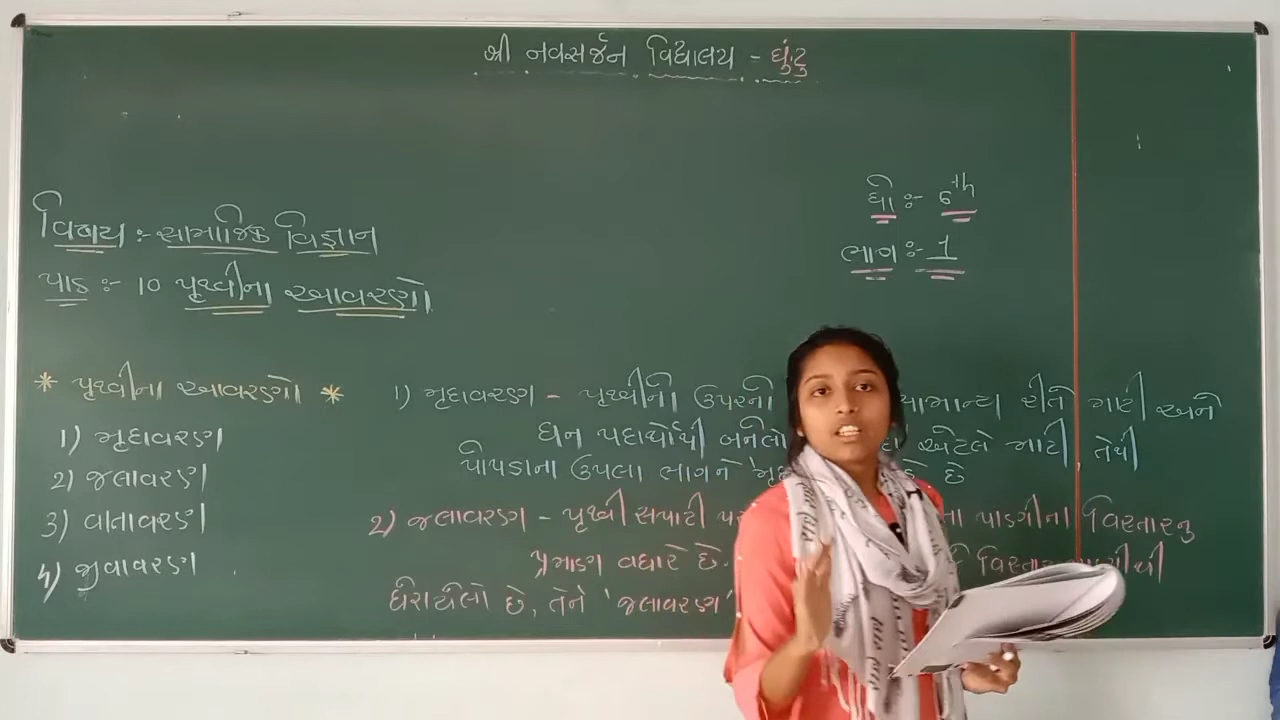 શ્રી નવસર્જન વિદ્યાલય - ઘુંટુ
ધો :- 6th
ભાગ :- 1
વિષય :- સામાજિક વિજ્ઞાન
પાઠ :- 10 પૃથ્વીના આવરણો
* પૃથ્વીના આવરણો *
1) મૃદાવરણ
2) જલાવરણ
3) વાતાવરણ
4) જીવાવરણ
1) મૃદાવરણ - પૃથ્વીની ઉપરની સામાન્ય રીતે માટી અને
ઘન પદાર્થોથી બનેલો એટલે માટી તેથી
પોપડાના ઉપલા ભાગને 'મૃદા કહે છે
2) જલાવરણ - પૃથ્વી સપાટી પર પાણીના વિસ્તારનુ
પ્રમાણ વધારે છે. વિસ્તાર પાણીથી
ઘેરાયેલો છે, તેને 'જલાવરણ'